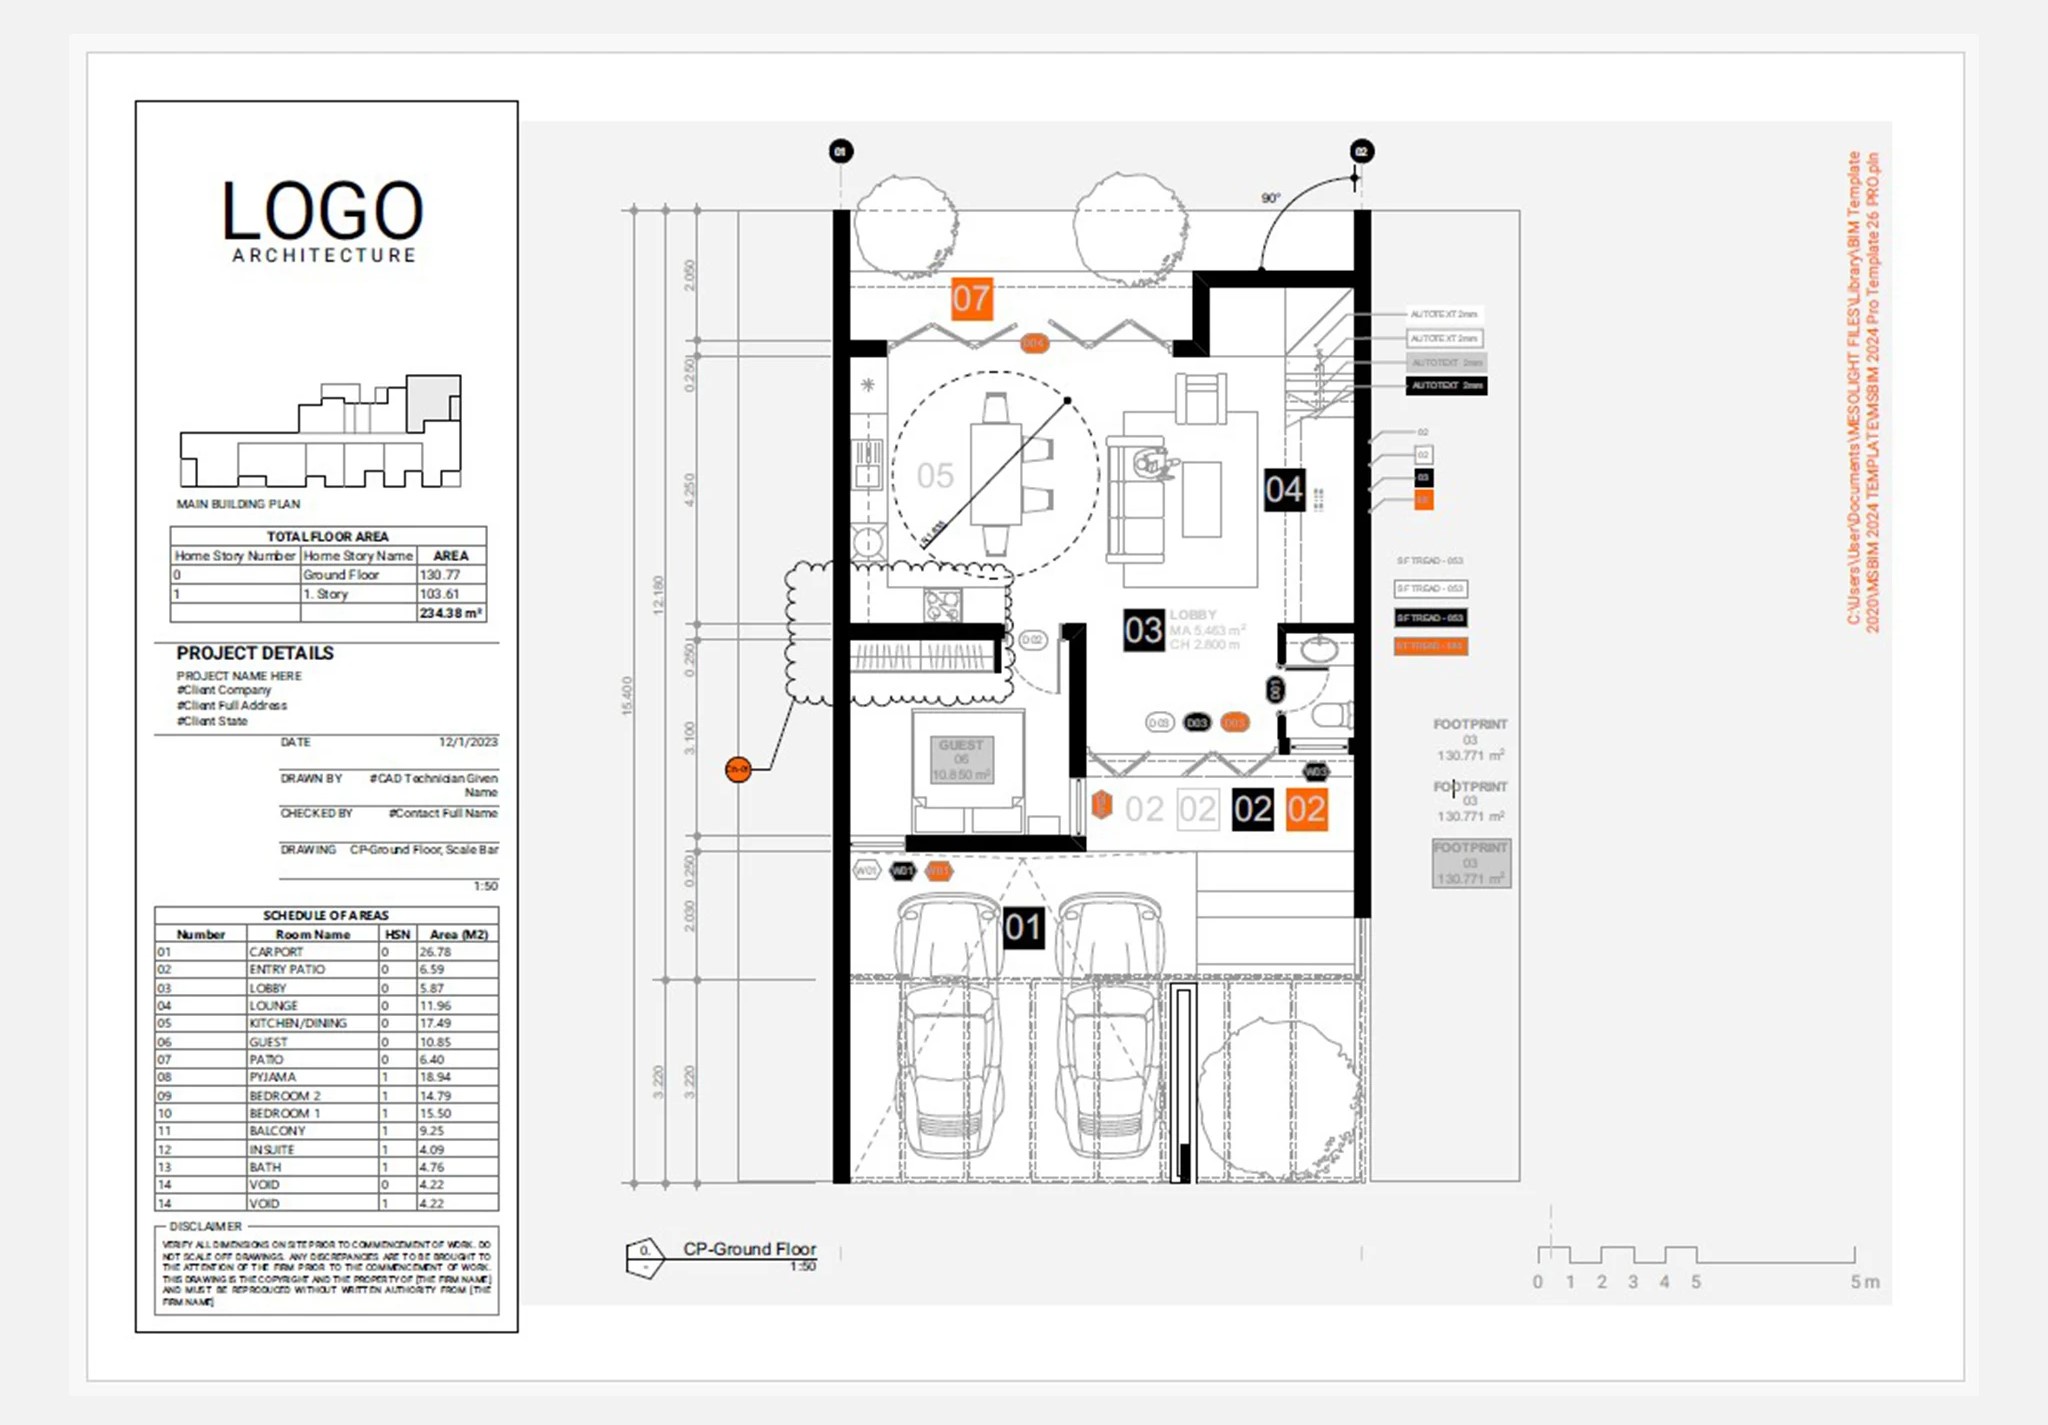 LOGO
ARCHITECTURE
MAIN BUILDING PLAN
TOTAL FLOOR AREA
Home Story Number Home Story Name AREA
0 Ground Floor 130.77
1 1. Story 103.61
234.38 m²
PROJECT DETAILS
PROJECT NAME HERE
#Client Company
#Client Full Address
#Client State
DATE 12/1/2023
DRAWN BY #CAD Technician Given
Name
CHECKED BY #Contact Full Name
DRAWING CP-Ground Floor, Scale Bar
1:50
SCHEDULE OF AREAS
Number Room Name HSN Area (M2)
01 CARPORT 0 26.78
02 ENTRY PATIO 0 6.59
03 LOBBY 0 5.87
04 LOUNGE 0 11.96
05 KITCHEN/DINING 0 17.49
06 GUEST 0 10.85
07 PATIO 0 6.40
08 PYJAMA 1 18.94
09 BEDROOM 2 1 14.79
10 BEDROOM 1 1 15.50
11 BALCONY 1 9.25
12 INSUITE 1 4.09
13 BATH 1 4.76
14 VOID 0 4.22
14 VOID 1 4.22
DISCLAIMER
VERIFY ALL DIMENSIONS ON SITE PRIOR TO COMMENCEMENT OF WORK. DO
NOT SCALE OFF DRAWINGS. ANY DISCREPANCIES ARE TO BE BROUGHT TO
THE ATTENTION OF THE FIRM PRIOR TO THE COMMENCEMENT OF WORK.
THIS DRAWING IS THE COPYRIGHT AND THE PROPERTY OF [THE FIRM NAME]
AND MUST BE REPRODUCED WITHOUT WRITTEN AUTHORITY FROM [THE
FIRM NAME]
01
02
90°
2.050
0.250
4.250
12.180
0.250
15.400
3.100
0.250
2.030
3.220
3.220
07
D04
05
04
03
LOBBY
MA 5.463 m²
CH 2.600 m
D02
D01
D03 D03 D03
GUEST
06
10.850 m²
W03
02 02 02 02
W01 W01 W01
01
AUTOTEXT 2mm
AUTOTEXT 2mm
AUTOTEXT 2mm
AUTOTEXT 2mm
02
02
03
SF TREAD - 053
SF TREAD - 053
SF TREAD - 053
FOOTPRINT
03
130.771 m²
FOOTPRINT
03
130.771 m²
FOOTPRINT
03
130.771 m²
C:\Users\User\Documents\MESOLIGHT FILES\Library\BIM Template
2020\MSBIM 2024 TEMPLATE\MSBIM 2024 Pro Template 26 PRO.pln
0.
-
CP-Ground Floor
1:50
0 1 2 3 4 5 5 m